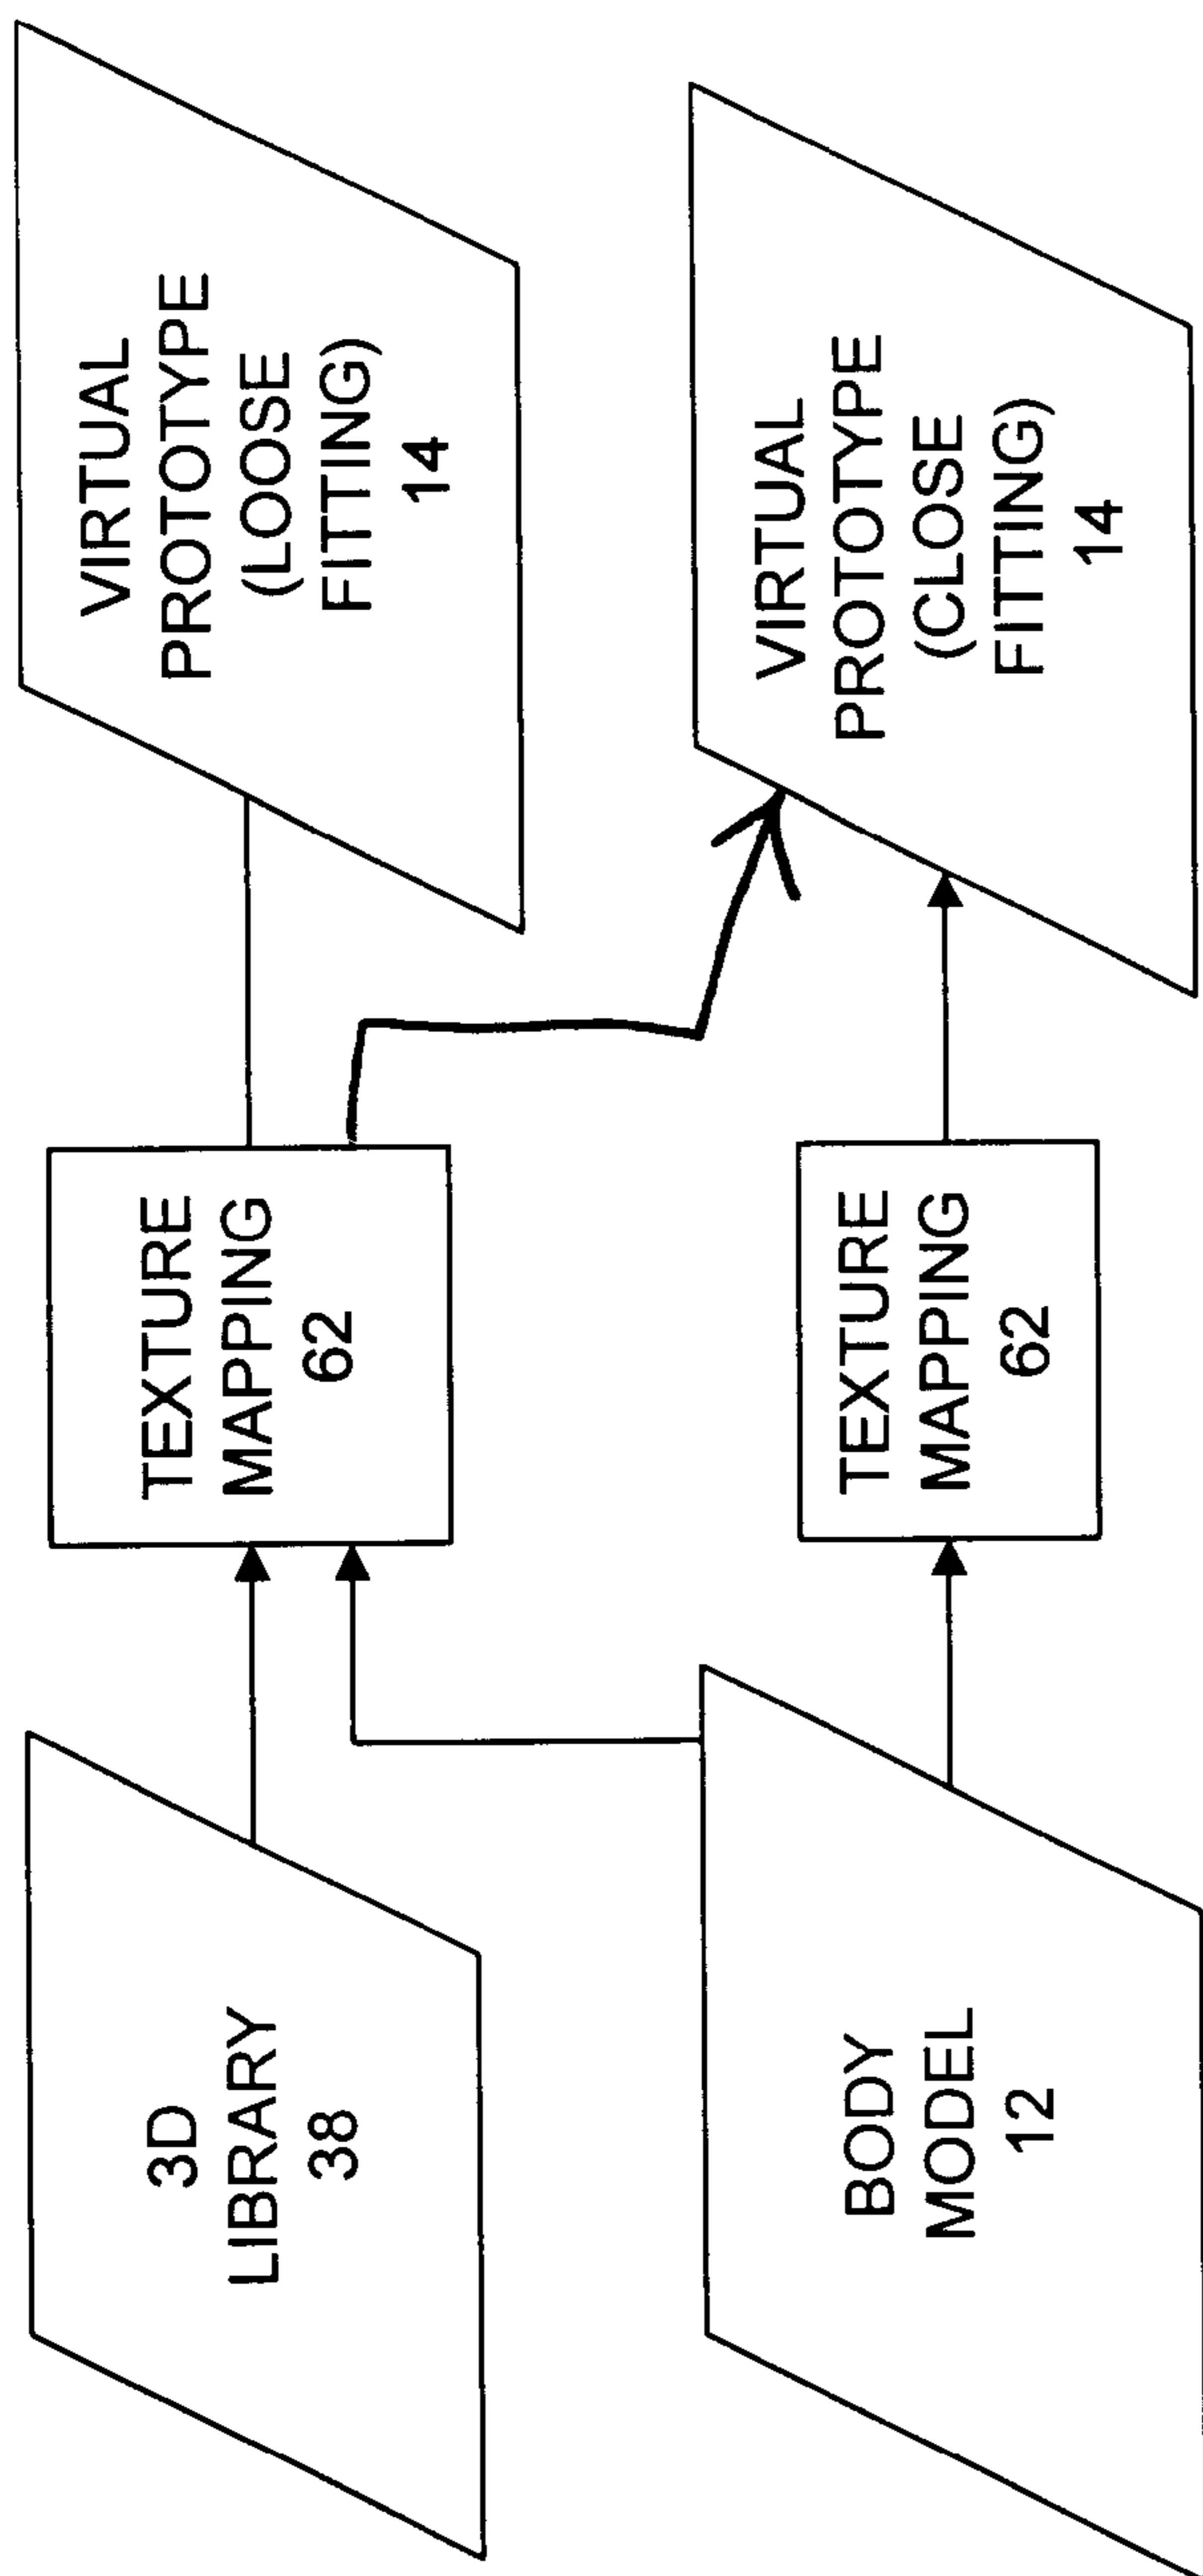 3D
LIBRARY
38
TEXTURE
MAPPING
62
VIRTUAL
PROTOTYPE
(LOOSE
FITTING)
14
BODY
MODEL
12
TEXTURE
MAPPING
62
VIRTUAL
PROTOTYPE
(CLOSE
FITTING)
14